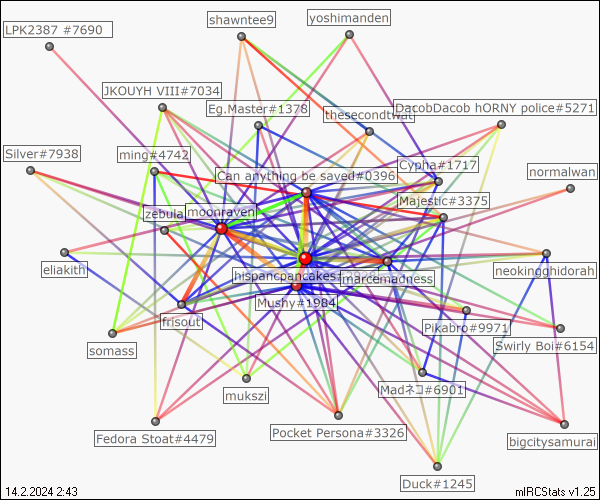 shawntee9
yoshimanden
LPK2387 #7690
JKOUYH VIII#7034
Eg.Master#1378
thesecondtwat
DacobDacob hORNY police#5271
Silver#7938
ming#4742
Can anything be saved#0396
Cypha#1717
normalwan
Majestic#3375
zebula
moonraven
eliakith
hispancpancakes
marcemadness
neokingghidorah
Mushy#1984
frisout
Pikabro#9971
somass
Swirly Boi#6154
mukszi
Madネコ#6901
Fedora Stoat#4479
Pocket Persona#3326
bigcitysamurai
Duck#1245
14.2.2024 2:43
mIRCStats v1.25